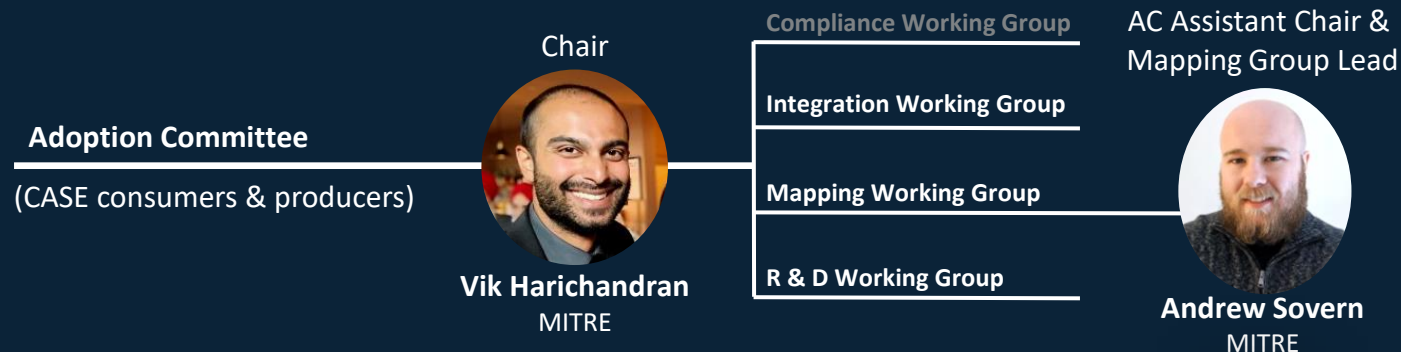 Adoption Committee
(CASE consumers & producers)
Chair
Vik Harichandran
MITRE
Compliance Working Group
Integration Working Group
Mapping Working Group
R & D Working Group
AC Assistant Chair &
Mapping Group Lead
Andrew Sovern
MITRE